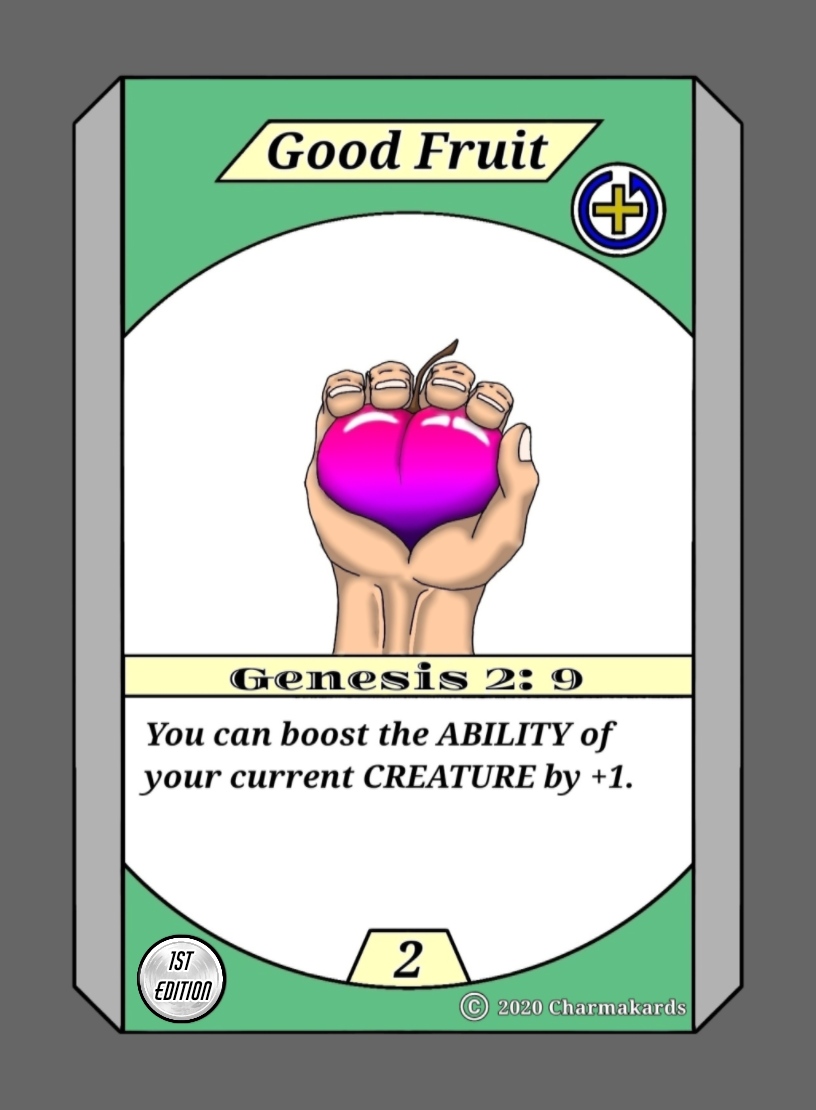 Good Fruit
Genesis 2: 9
You can boost the ABILITY of
your current CREATURE by +1.
2
1ST
EDITION
© 2020 Charmakards